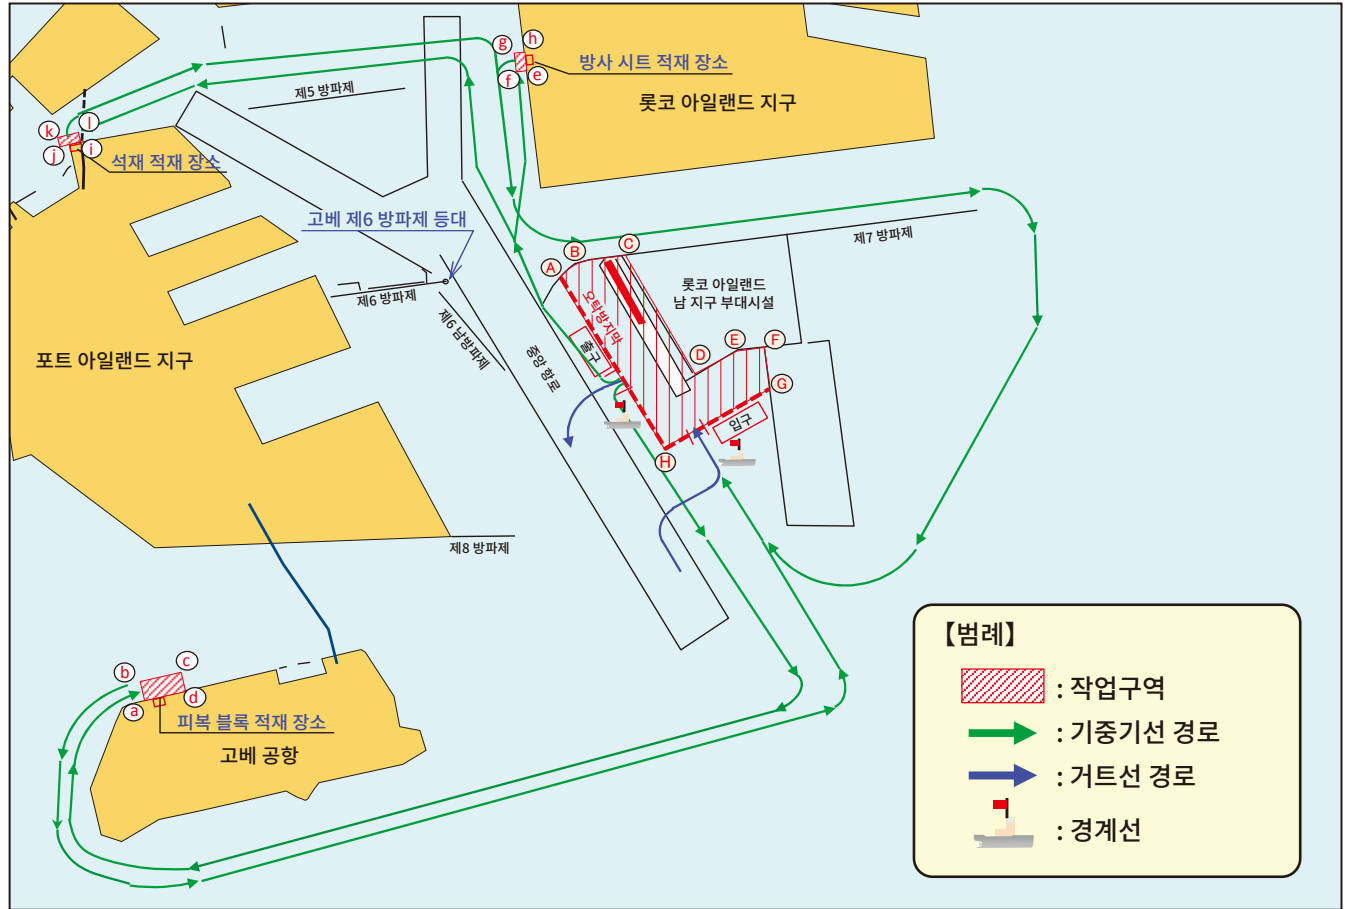 g
h
방사 시트 적재 장소
f
e
롯코 아일랜드 지구
제5 방파제
k
l
j
i
석재 적재 장소
고베 제6 방파제 등대
제7 방파제
A
B
C
롯코 아일랜드
남 지구 부대시설
제6 방파제
오탁방지막
제6 남방파제
출구
중앙 항로
포트 아일랜드 지구
D
E
F
G
입구
H
제8 방파제
b
c
a
d
피복 블록 적재 장소
고베 공항
【범례】
: 작업구역
: 기중기선 경로
: 거트선 경로
: 경계선